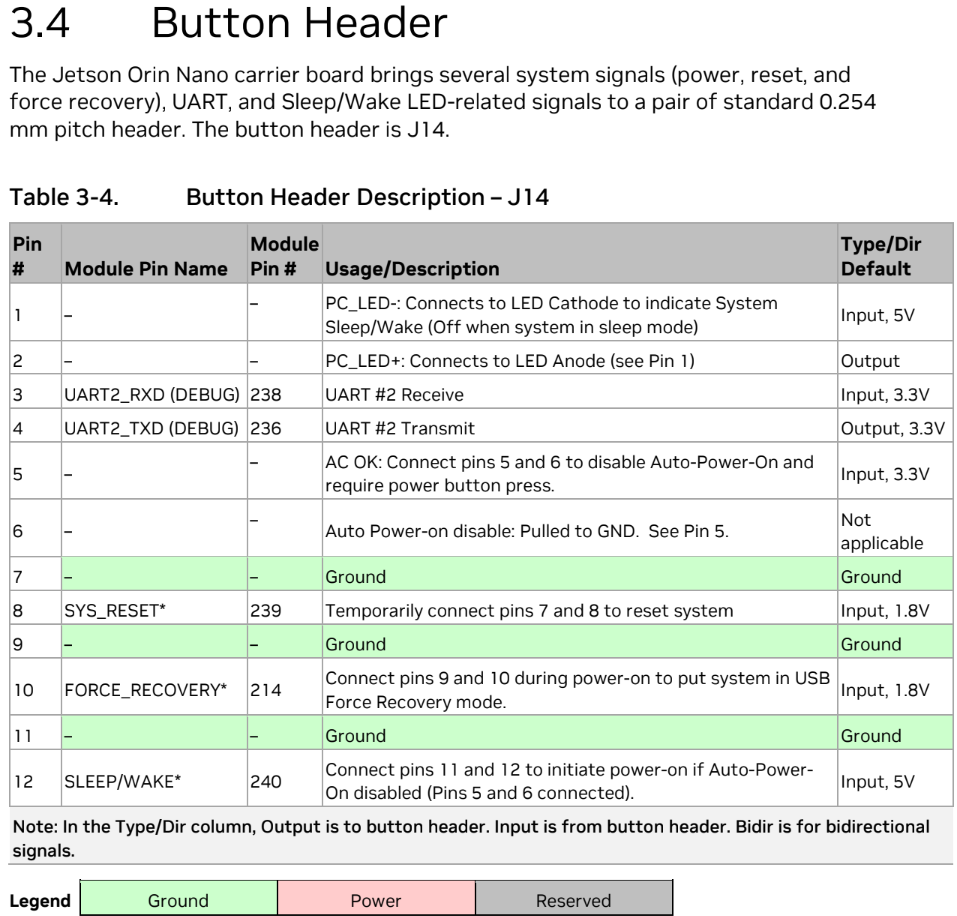 3.4 Button Header
The Jetson Orin Nano carrier board brings several system signals (power, reset, and
force recovery), UART, and Sleep/Wake LED-related signals to a pair of standard 0.254
mm pitch header. The button header is J14.
Table 3-4. Button Header Description – J14
Pin # Module Pin Name Module Pin # Usage/Description Type/Dir Default
1 – – PC_LED-: Connects to LED Cathode to indicate System Sleep/Wake (Off when system in sleep mode) Input, 5V
2 – – PC_LED+: Connects to LED Anode (see Pin 1) Output
3 UART2_RXD (DEBUG) 238 UART #2 Receive Input, 3.3V
4 UART2_TXD (DEBUG) 236 UART #2 Transmit Output, 3.3V
5 – – AC OK: Connect pins 5 and 6 to disable Auto-Power-On and require power button press. Input, 3.3V
6 – – Auto Power-on disable: Pulled to GND. See Pin 5. Not applicable
7 – – Ground Ground
8 SYS_RESET* 239 Temporarily connect pins 7 and 8 to reset system Input, 1.8V
9 – – Ground Ground
10 FORCE_RECOVERY* 214 Connect pins 9 and 10 during power-on to put system in USB Force Recovery mode. Input, 1.8V
11 – – Ground Ground
12 SLEEP/WAKE* 240 Connect pins 11 and 12 to initiate power-on if Auto-Power-On disabled (Pins 5 and 6 connected). Input, 5V
Note: In the Type/Dir column, Output is to button header. Input is from button header. Bidir is for bidirectional
signals.
Legend Ground Power Reserved